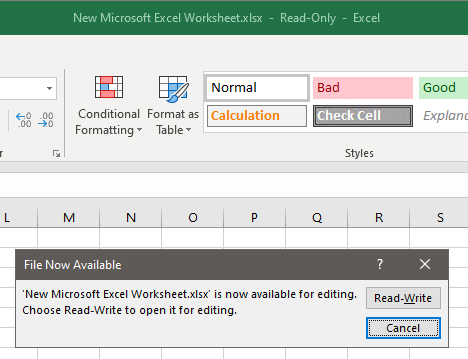 New Microsoft Excel Worksheet.xlsx - Read-Only - Excel
Normal Bad Good
Conditional Formatting Format as Table
Calculation Check Cell
Styles
L M N O P Q R S
File Now Available ? ×
'New Microsoft Excel Worksheet.xlsx' is now available for editing.
Choose Read-Write to open it for editing.
Read-Write
Cancel